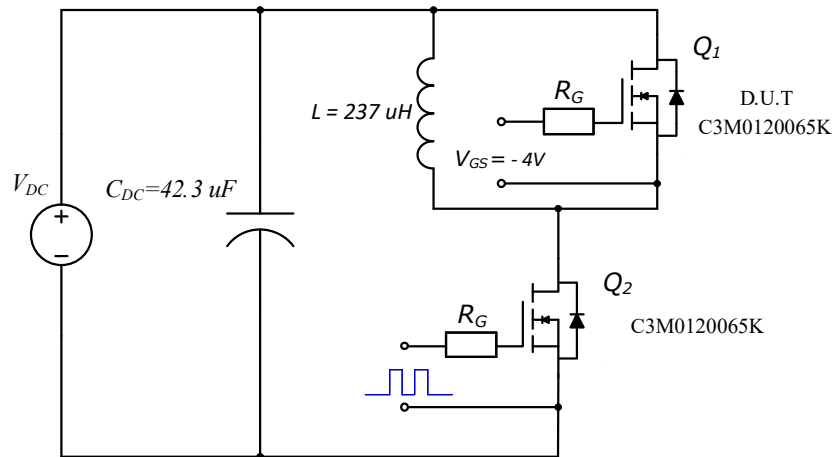 Q1
RG
D.U.T
C3M0120065K
L = 237 uH
VGS = - 4V
VDC
CDC=42.3 uF
+
−
Q2
RG
C3M0120065K